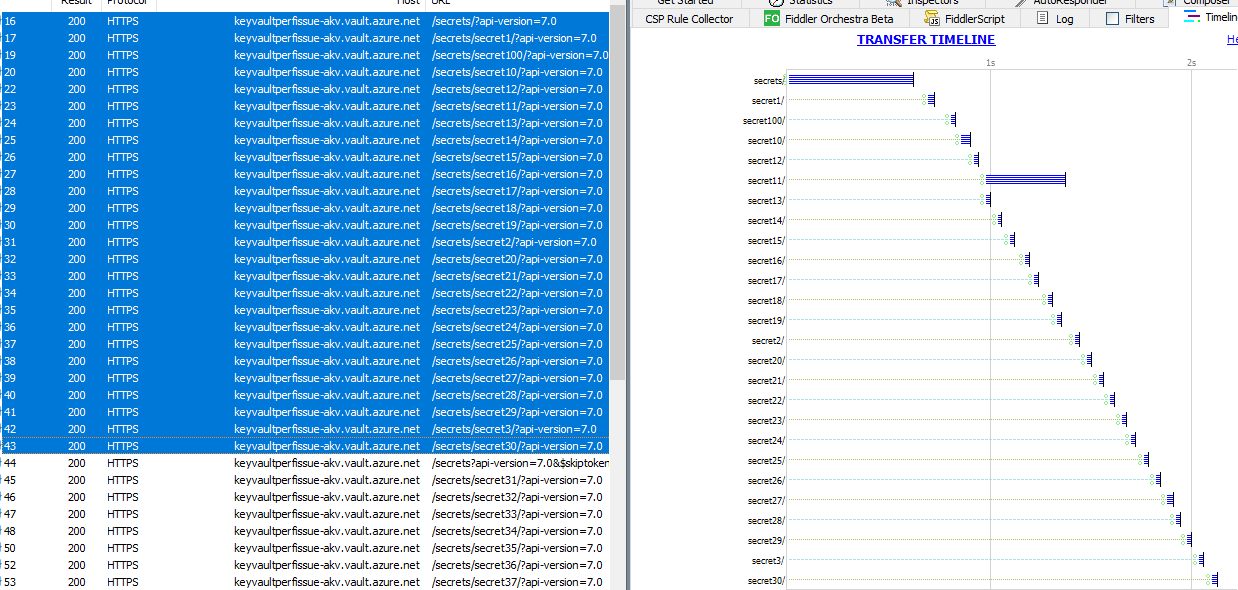 Result Protocol Host URL
16 200 HTTPS keyvaultperfissue-akv.vault.azure.net /secrets/?api-version=7.0
17 200 HTTPS keyvaultperfissue-akv.vault.azure.net /secrets/secret1/?api-version=7.0
19 200 HTTPS keyvaultperfissue-akv.vault.azure.net /secrets/secret100/?api-version=7.0
20 200 HTTPS keyvaultperfissue-akv.vault.azure.net /secrets/secret10/?api-version=7.0
22 200 HTTPS keyvaultperfissue-akv.vault.azure.net /secrets/secret12/?api-version=7.0
23 200 HTTPS keyvaultperfissue-akv.vault.azure.net /secrets/secret11/?api-version=7.0
24 200 HTTPS keyvaultperfissue-akv.vault.azure.net /secrets/secret13/?api-version=7.0
25 200 HTTPS keyvaultperfissue-akv.vault.azure.net /secrets/secret14/?api-version=7.0
26 200 HTTPS keyvaultperfissue-akv.vault.azure.net /secrets/secret15/?api-version=7.0
27 200 HTTPS keyvaultperfissue-akv.vault.azure.net /secrets/secret16/?api-version=7.0
28 200 HTTPS keyvaultperfissue-akv.vault.azure.net /secrets/secret17/?api-version=7.0
29 200 HTTPS keyvaultperfissue-akv.vault.azure.net /secrets/secret18/?api-version=7.0
30 200 HTTPS keyvaultperfissue-akv.vault.azure.net /secrets/secret19/?api-version=7.0
31 200 HTTPS keyvaultperfissue-akv.vault.azure.net /secrets/secret2/?api-version=7.0
32 200 HTTPS keyvaultperfissue-akv.vault.azure.net /secrets/secret20/?api-version=7.0
33 200 HTTPS keyvaultperfissue-akv.vault.azure.net /secrets/secret21/?api-version=7.0
34 200 HTTPS keyvaultperfissue-akv.vault.azure.net /secrets/secret22/?api-version=7.0
35 200 HTTPS keyvaultperfissue-akv.vault.azure.net /secrets/secret23/?api-version=7.0
36 200 HTTPS keyvaultperfissue-akv.vault.azure.net /secrets/secret24/?api-version=7.0
37 200 HTTPS keyvaultperfissue-akv.vault.azure.net /secrets/secret25/?api-version=7.0
38 200 HTTPS keyvaultperfissue-akv.vault.azure.net /secrets/secret26/?api-version=7.0
39 200 HTTPS keyvaultperfissue-akv.vault.azure.net /secrets/secret27/?api-version=7.0
40 200 HTTPS keyvaultperfissue-akv.vault.azure.net /secrets/secret28/?api-version=7.0
41 200 HTTPS keyvaultperfissue-akv.vault.azure.net /secrets/secret29/?api-version=7.0
42 200 HTTPS keyvaultperfissue-akv.vault.azure.net /secrets/secret3/?api-version=7.0
43 200 HTTPS keyvaultperfissue-akv.vault.azure.net /secrets/secret30/?api-version=7.0
44 200 HTTPS keyvaultperfissue-akv.vault.azure.net /secrets?api-version=7.0&$skiptoken
45 200 HTTPS keyvaultperfissue-akv.vault.azure.net /secrets/secret31/?api-version=7.0
46 200 HTTPS keyvaultperfissue-akv.vault.azure.net /secrets/secret32/?api-version=7.0
47 200 HTTPS keyvaultperfissue-akv.vault.azure.net /secrets/secret33/?api-version=7.0
48 200 HTTPS keyvaultperfissue-akv.vault.azure.net /secrets/secret34/?api-version=7.0
50 200 HTTPS keyvaultperfissue-akv.vault.azure.net /secrets/secret35/?api-version=7.0
52 200 HTTPS keyvaultperfissue-akv.vault.azure.net /secrets/secret36/?api-version=7.0
53 200 HTTPS keyvaultperfissue-akv.vault.azure.net /secrets/secret37/?api-version=7.0
Get Started Statistics Inspectors AutoResponder Composer
CSP Rule Collector FO Fiddler Orchestra Beta JS FiddlerScript Log Filters Timelin
TRANSFER TIMELINE He
1s 2s
secrets/
secret1/
secret100/
secret10/
secret12/
secret11/
secret13/
secret14/
secret15/
secret16/
secret17/
secret18/
secret19/
secret2/
secret20/
secret21/
secret22/
secret23/
secret24/
secret25/
secret26/
secret27/
secret28/
secret29/
secret3/
secret30/